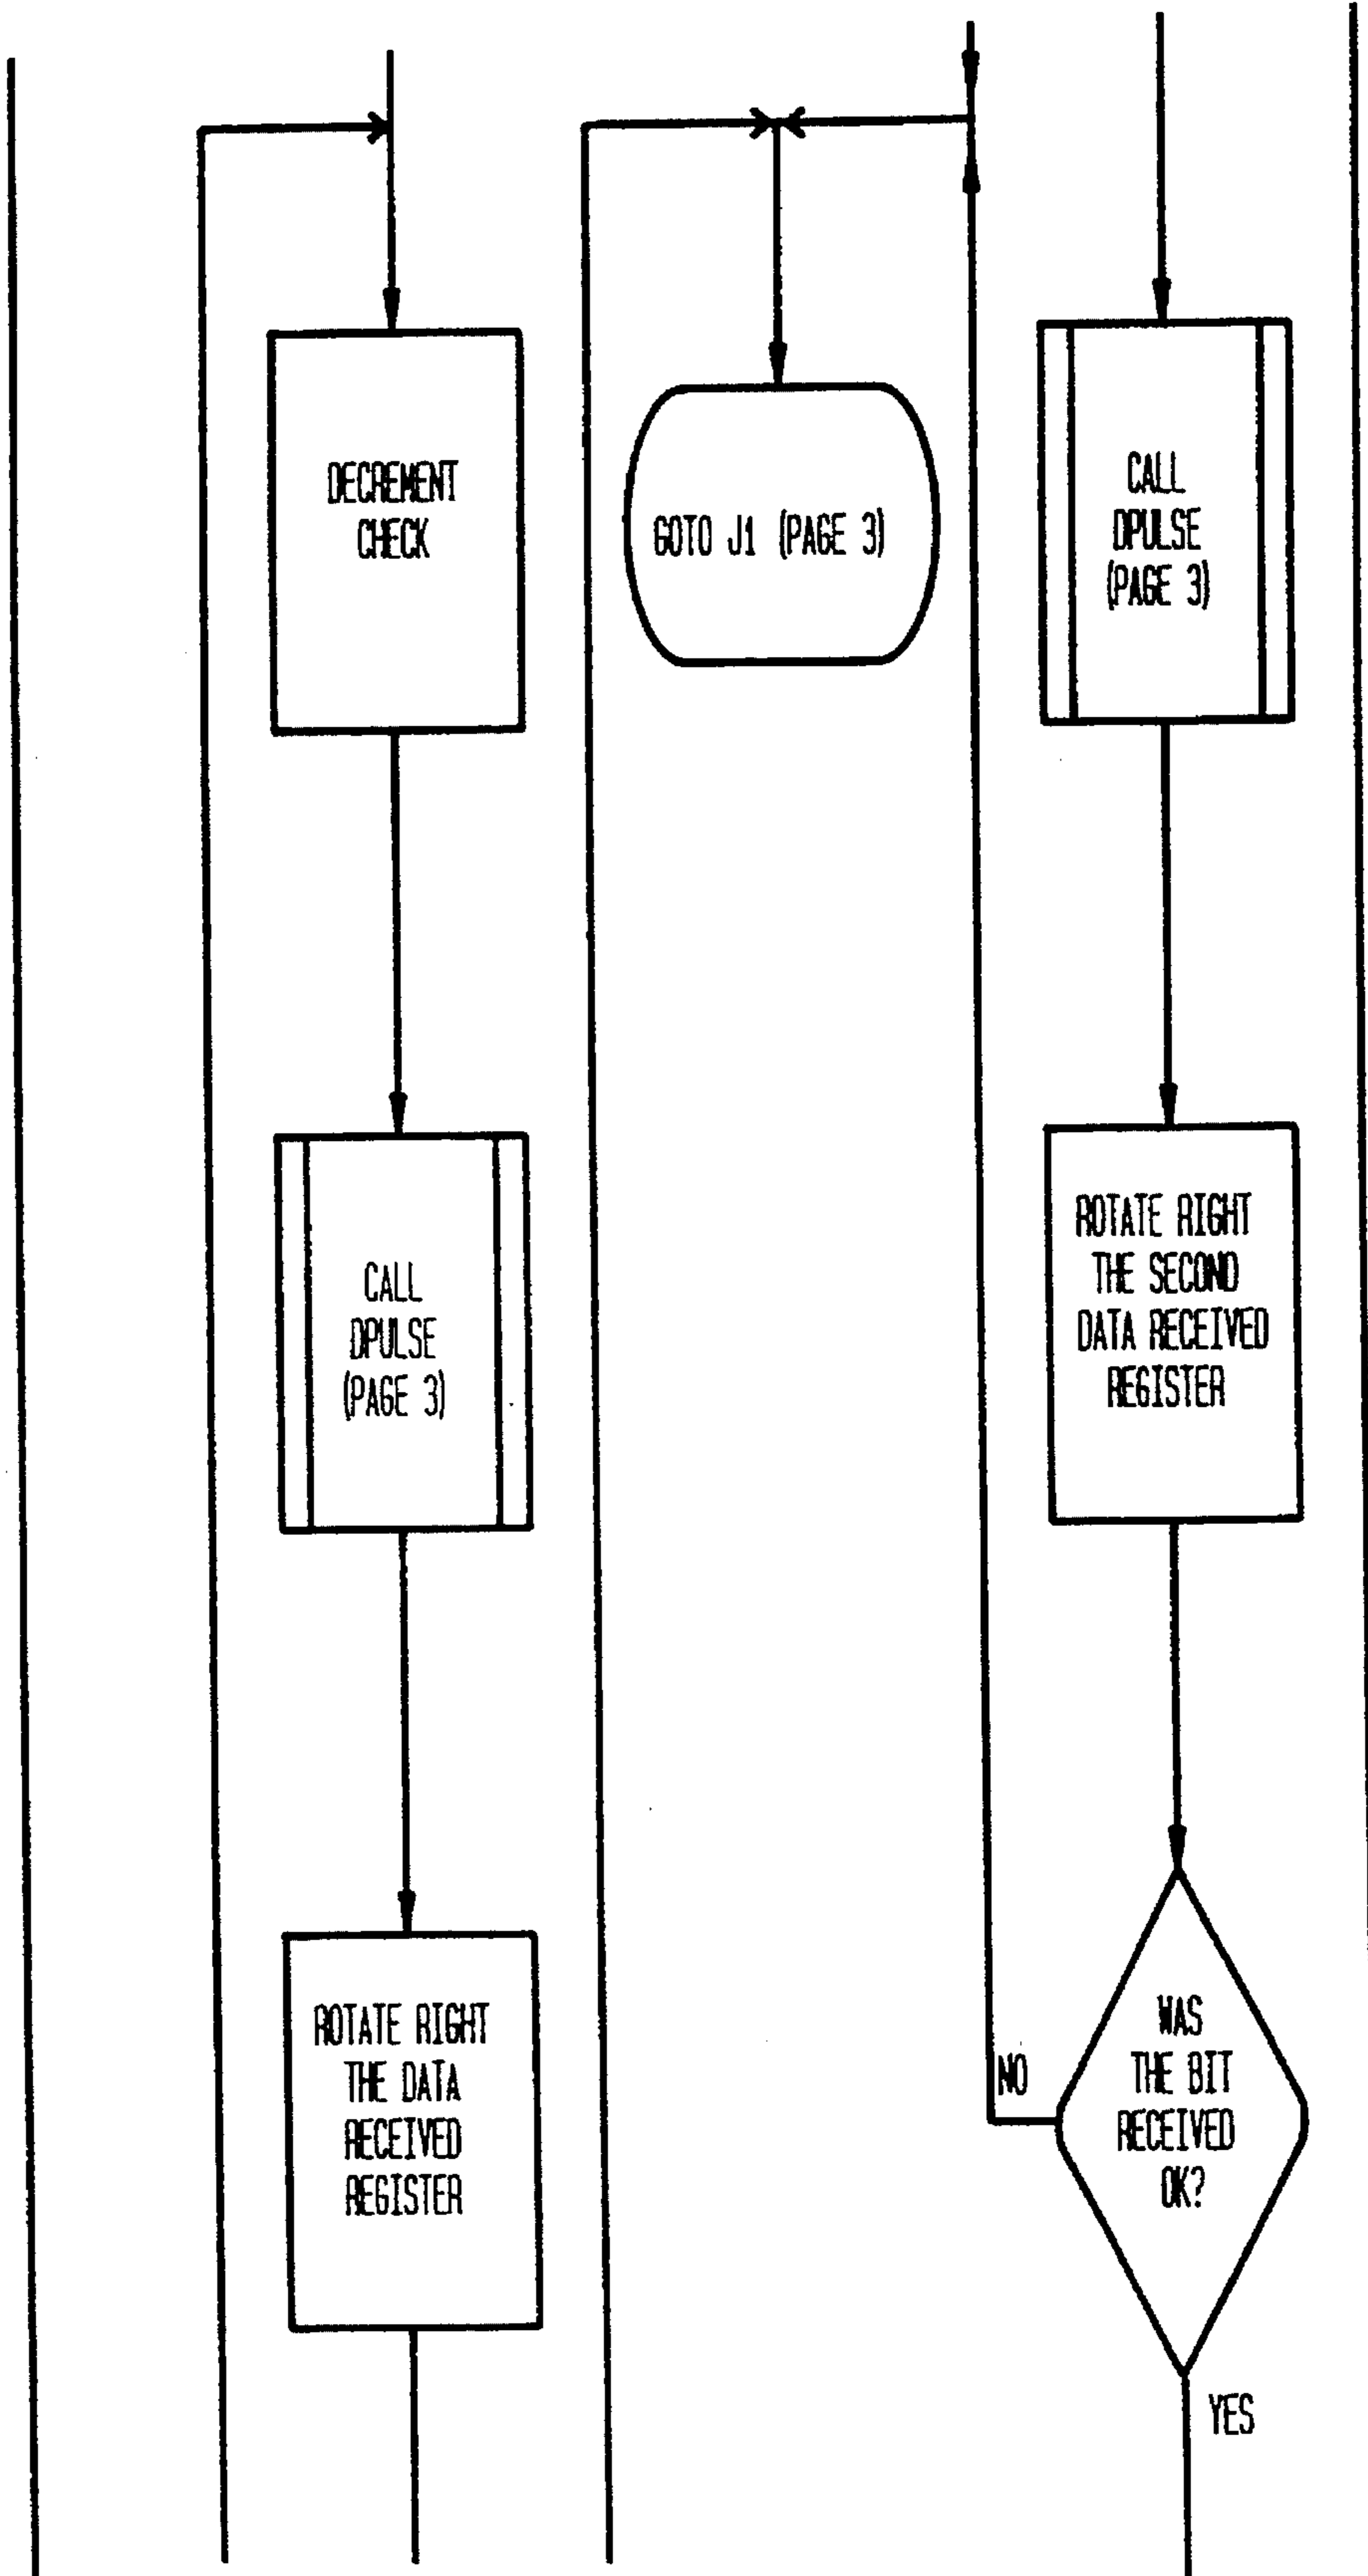 DECREMENT
CHECK
CALL
DPULSE
(PAGE 3)
ROTATE RIGHT
THE DATA
RECEIVED
REGISTER
GOTO J1 (PAGE 3)
CALL
DPULSE
(PAGE 3)
ROTATE RIGHT
THE SECOND
DATA RECEIVED
REGISTER
WAS
THE BIT
RECEIVED
OK?
NO
YES